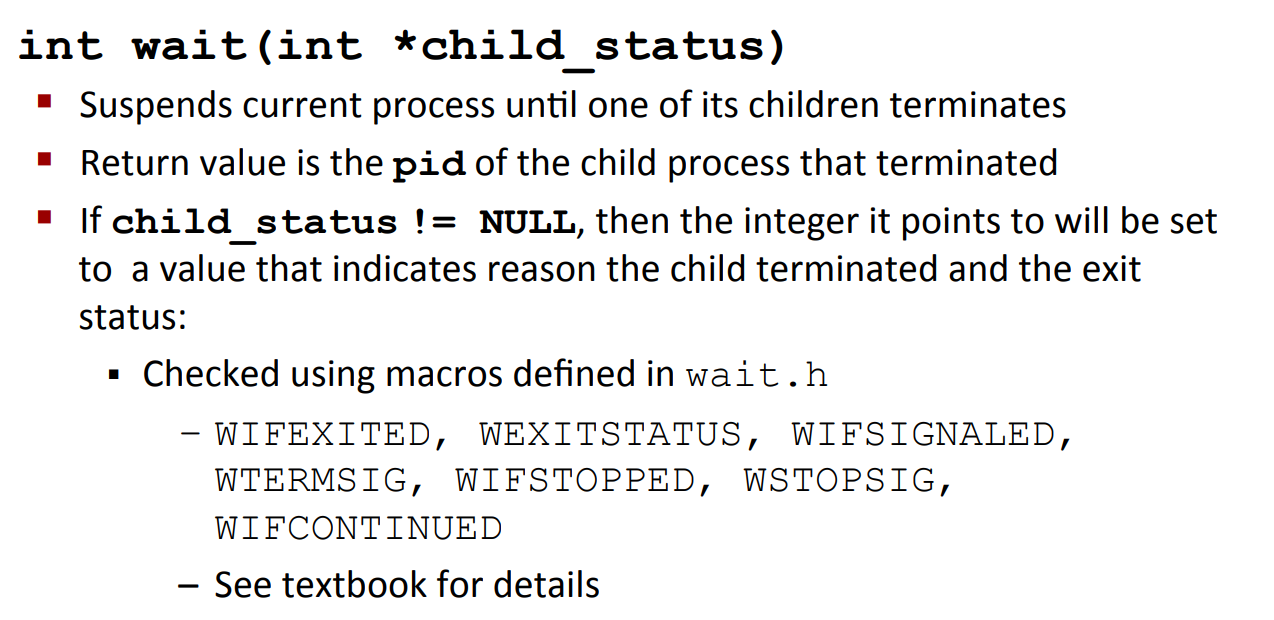 int wait(int *child_status)
▪ Suspends current process until one of its children terminates
▪ Return value is the pid of the child process that terminated
▪ If child_status != NULL, then the integer it points to will be set
to a value that indicates reason the child terminated and the exit
status:
▪ Checked using macros defined in wait.h
– WIFEXITED, WEXITSTATUS, WIFSIGNALED,
WTERMSIG, WIFSTOPPED, WSTOPSIG,
WIFCONTINUED
– See textbook for details